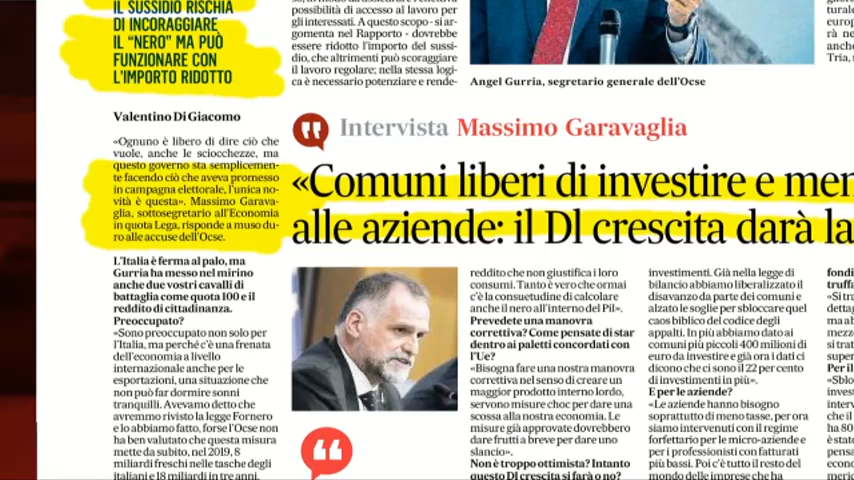 IL SUSSIDIO RISCHIA
DI INCORAGGIARE
IL “NERO” MA PUÒ
FUNZIONARE CON
L’IMPORTO RIDOTTO
possibilità di accesso al lavoro per
gli interessati. A questo scopo - si ar-
gomenta nel Rapporto - dovrebbe
essere ridotto l’importo del sussi-
dio, che altrimenti può scoraggiare
il lavoro regolare; nella stessa logi-
ca è necessario potenziare e rende-
Angel Gurria, segretario generale dell’Ocse
Valentino Di Giacomo
«Ognuno è libero di dire ciò che
vuole, anche le sciocchezze, ma
questo governo sta semplicemen-
te facendo ciò che aveva promesso
in campagna elettorale, l’unica no-
vità è questa». Massimo Garava-
glia, sottosegretario all’Economia
in quota Lega, risponde a muso du-
ro alle accuse dell’Ocse.
L’Italia è ferma al palo, ma
Gurria ha messo nel mirino
anche due vostri cavalli di
battaglia come quota 100 e il
reddito di cittadinanza.
Preoccupato?
«Sono preoccupato non solo per
l’Italia, ma perché c’è una frenata
dell’economia a livello
internazionale anche per le
esportazioni, una situazione che
non può far dormire sonni
tranquilli. Avevamo detto che
avremmo rivisto la legge Fornero
e lo abbiamo fatto, forse l’Ocse non
ha ben valutato che questa misura
mette da subito, nel 2019, 8
miliardi freschi nelle tasche degli
italiani e 18 miliardi in tre anni.
Intervista Massimo Garavaglia
«Comuni liberi di investire e men
alle aziende: il Dl crescita darà la
reddito che non giustifica i loro
consumi. Tanto è vero che ormai
c’è la consuetudine di calcolare
anche il nero all’interno del Pil».
Prevedete una manovra
correttiva? Come pensate di star
dentro ai paletti concordati con
l’Ue?
«Bisogna fare una nostra manovra
correttiva nel senso di creare un
maggior prodotto interno lordo,
servono misure choc per dare una
scossa alla nostra economia. Le
misure già approvate dovrebbero
dare frutti a breve per dare uno
slancio».
Non è troppo ottimista? Intanto
questo Dl crescita si farà o no?
investimenti. Già nella legge di
bilancio abbiamo liberalizzato il
disavanzo da parte dei comuni e
alzato le soglie per sbloccare quel
caos biblico del codice degli
appalti. In più abbiamo dato ai
comuni più piccoli 400 milioni di
euro da investire e già ora i dati ci
dicono che ci sono il 22 per cento
di investimenti in più».
E per le aziende?
«Le aziende hanno bisogno
soprattutto di meno tasse, per ora
siamo intervenuti con il regime
forfettario per le micro-aziende e
per i professionisti con fatturati
più bassi. Poi c’è tutto il resto del
mondo delle imprese che ha